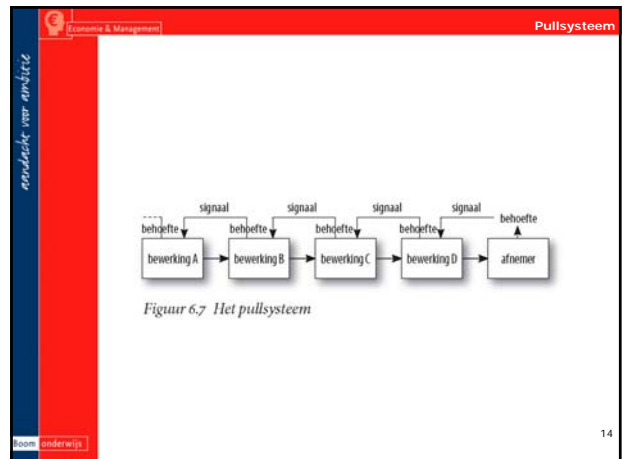 €
Economie & Management
Pullsysteem
aandacht voor ambitie
signaal signaal signaal signaal
behoefte behoefte behoefte behoefte behoefte
bewerking A bewerking B bewerking C bewerking D afnemer
Figuur 6.7 Het pullsysteem
14
Boom onderwijs